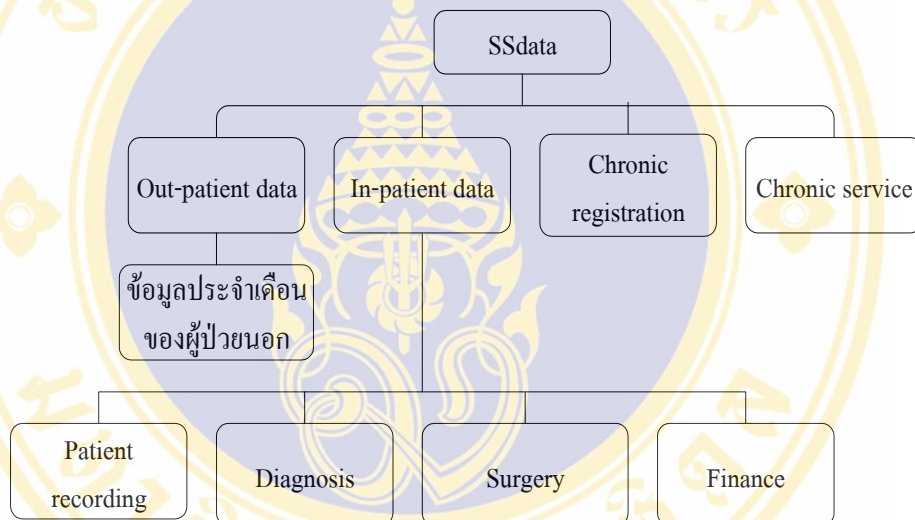 SSdata
Out-patient data
In-patient data
Chronic
registration
Chronic service
ข้อมูลประจำเดือน
ของผู้ป่วยนอก
Patient
recording
Diagnosis
Surgery
Finance